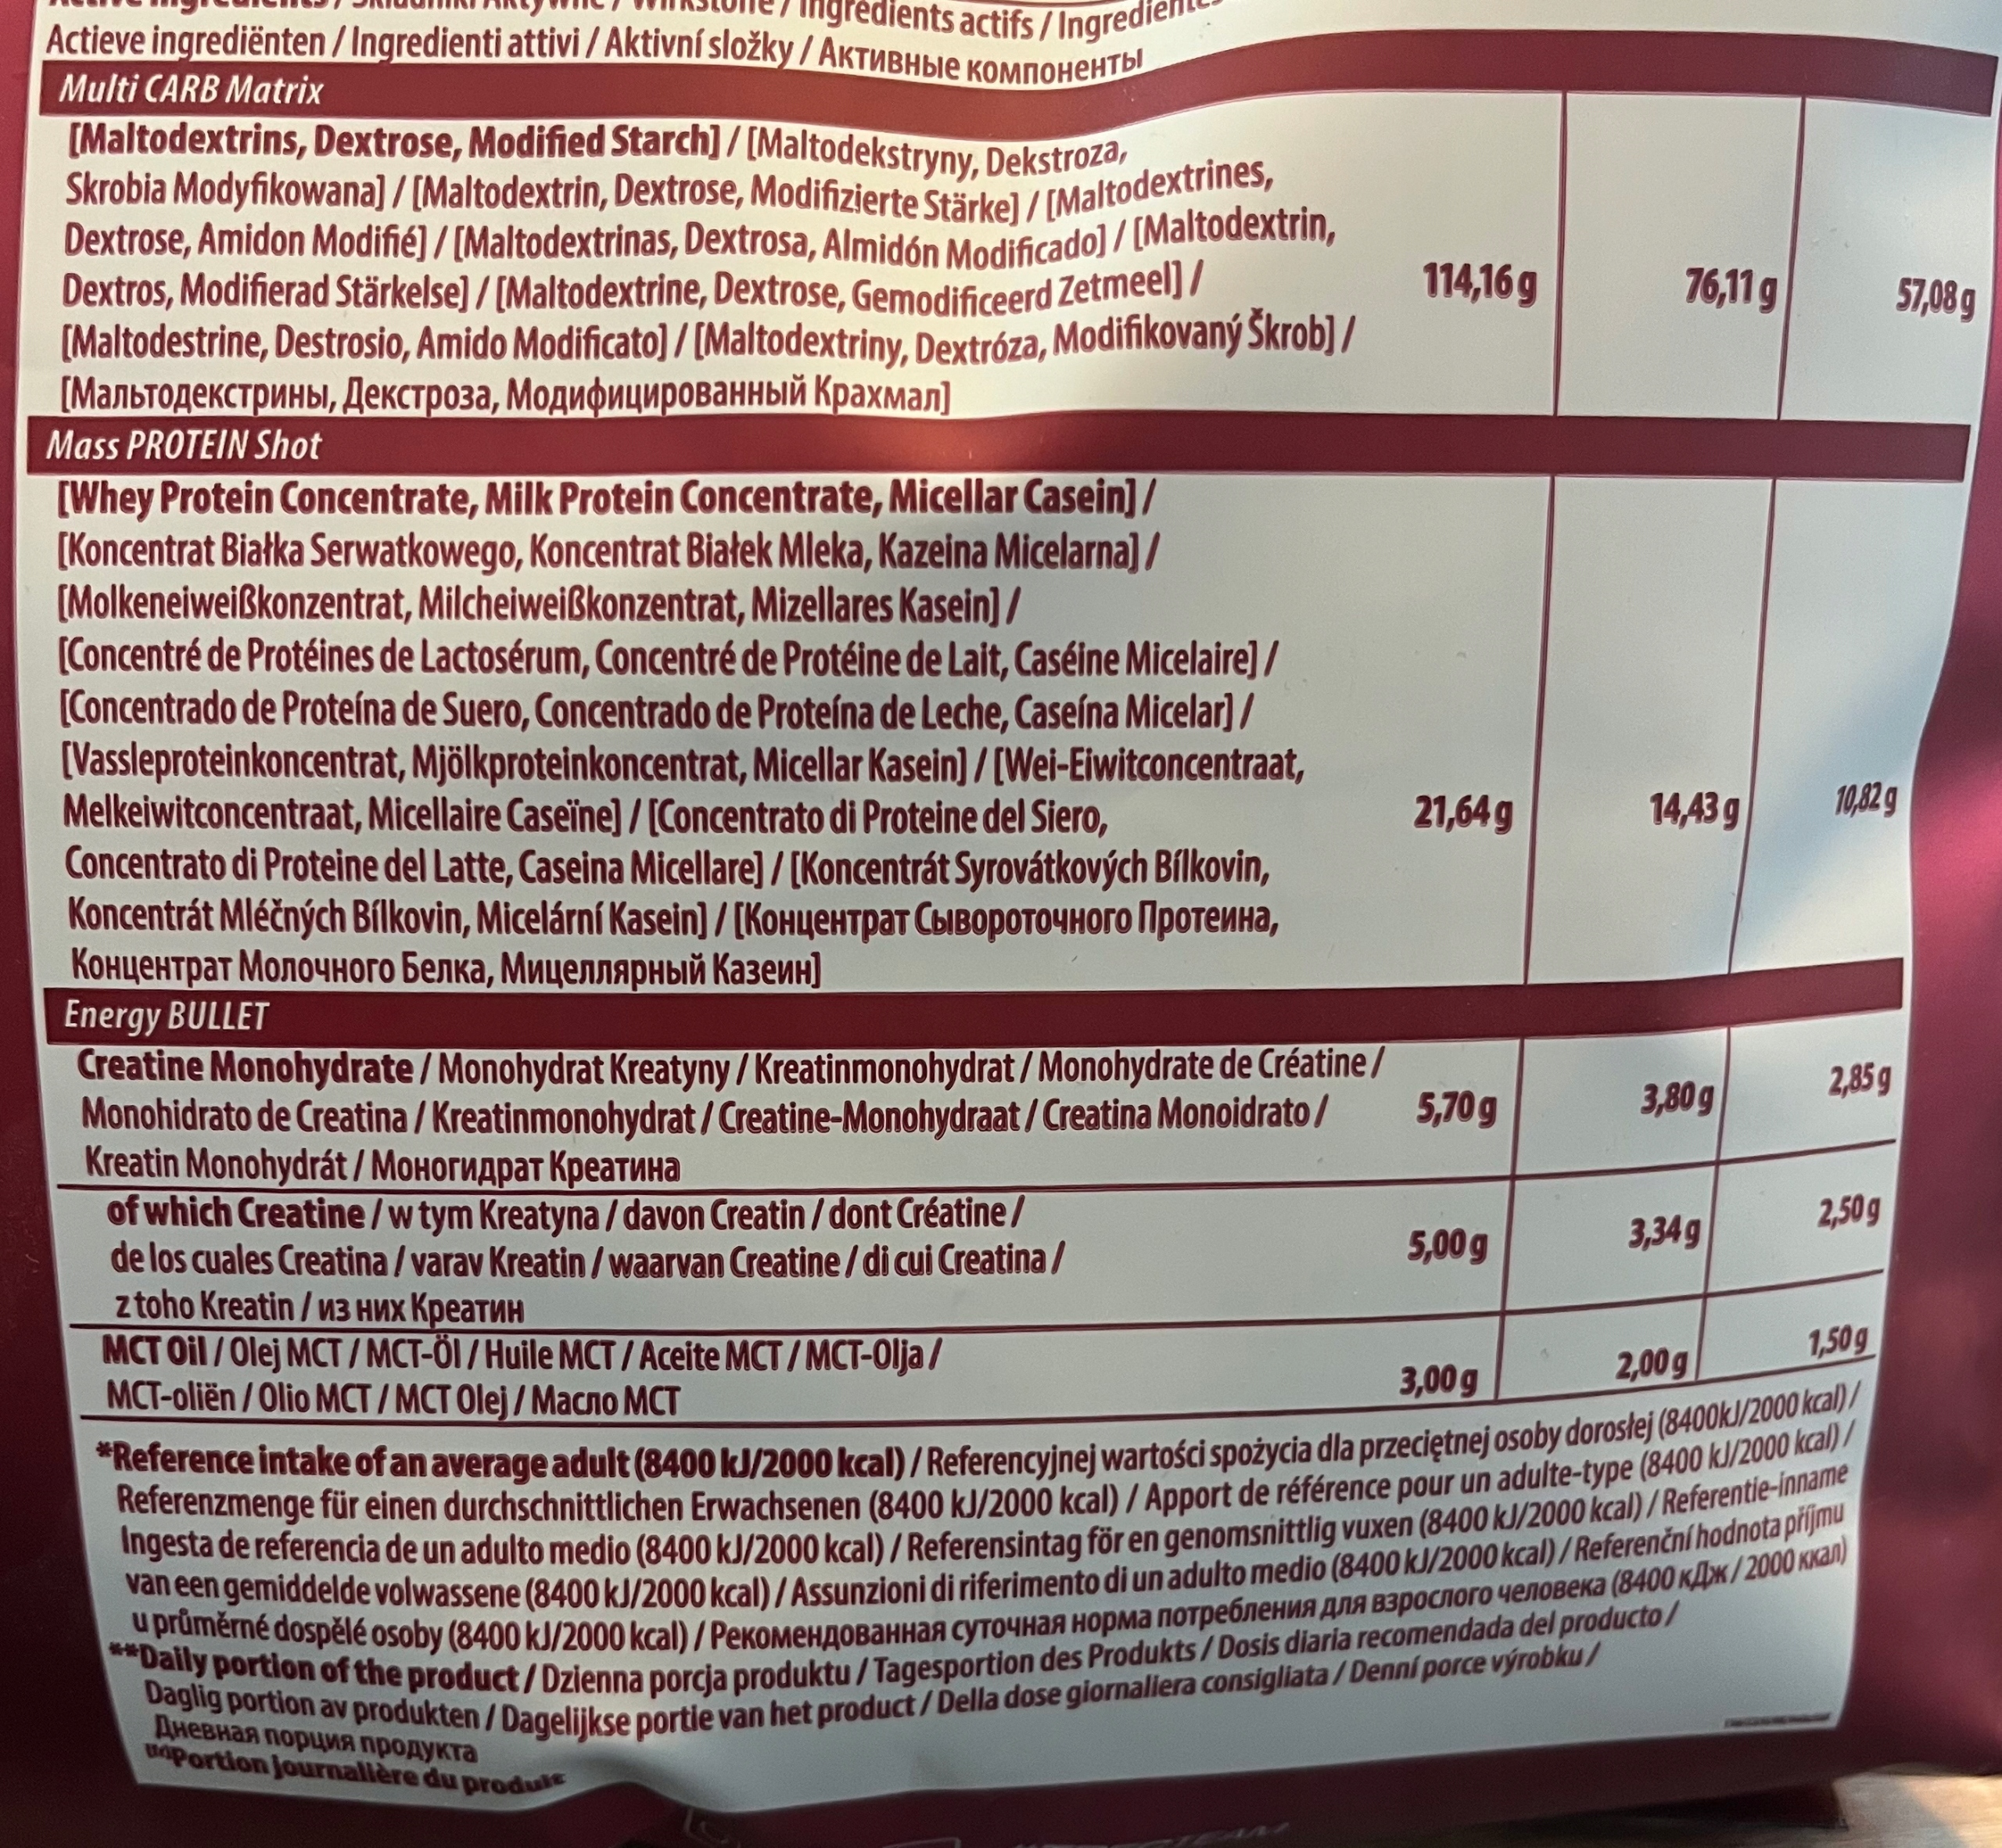 Ingrédients actifs / Ingredientes
Actieve ingrediënten / Ingredienti attivi / Aktivní složky / Активные компоненты
Multi CARB Matrix
[Maltodextrins, Dextrose, Modified Starch] / [Maltodekstryny, Dekstroza,
Skrobia Modyfikowana] / [Maltodextrin, Dextrose, Modifizierte Stärke] / [Maltodextrines,
Dextrose, Amidon Modifié] / [Maltodextrinas, Dextrosa, Almidón Modificado] / [Maltodextrin,
Dextros, Modifierad Stärkelse] / [Maltodextrine, Dextrose, Gemodificeerd Zetmeel] /
114,16 g 76,11 g 57,08 g
[Maltodestrine, Destrosio, Amido Modificato] / [Maltodextriny, Dextróza, Modifikovaný Škrob] /
[Мальтодекстрины, Декстроза, Модифицированный Крахмал]
Mass PROTEIN Shot
[Whey Protein Concentrate, Milk Protein Concentrate, Micellar Casein] /
[Koncentrat Białka Serwatkowego, Koncentrat Białek Mleka, Kazeina Micelarna] /
[Molkeneiweißkonzentrat, Milcheiweißkonzentrat, Mizellares Kasein] /
[Concentré de Protéines de Lactosérum, Concentré de Protéine de Lait, Caséine Micelaire] /
[Concentrado de Proteína de Suero, Concentrado de Proteína de Leche, Caseína Micelar] /
[Vassleproteinkoncentrat, Mjölkproteinkoncentrat, Micellar Kasein] / [Wei-Eiwitconcentraat,
Melkeiwitconcentraat, Micellaire Caseïne] / [Concentrato di Proteine del Siero,
21,64 g 14,43 g 10,82 g
Concentrato di Proteine del Latte, Caseina Micellare] / [Koncentrát Syrovátkových Bílkovin,
Koncentrát Mléčných Bílkovin, Micelární Kasein] / [Концентрат Сывороточного Протеина,
Концентрат Молочного Белка, Мицеллярный Казеин]
Energy BULLET
Creatine Monohydrate / Monohydrat Kreatyny / Kreatinmonohydrat / Monohydrate de Créatine /
Monohidrato de Creatina / Kreatinmonohydrat / Creatine-Monohydraat / Creatina Monoidrato /
5,70 g 3,80 g 2,85 g
Kreatin Monohydrát / Моногидрат Креатина
of which Creatine / w tym Kreatyna / davon Creatin / dont Créatine /
de los cuales Creatina / varav Kreatin / waarvan Creatine / di cui Creatina /
5,00 g 3,34 g 2,50 g
z toho Kreatin / из них Креатин
MCT Oil / Olej MCT / MCT-Öl / Huile MCT / Aceite MCT / MCT-Olja /
MCT-oliën / Olio MCT / MCT Olej / Масло MCT
3,00 g 2,00 g 1,50 g
*Reference intake of an average adult (8400 kJ/2000 kcal) / Referencyjnej wartości spożycia dla przeciętnej osoby dorosłej (8400kJ/2000 kcal) /
Referenzmenge für einen durchschnittlichen Erwachsenen (8400 kJ/2000 kcal) / Apport de référence pour un adulte-type (8400 kJ/2000 kcal) /
Ingesta de referencia de un adulto medio (8400 kJ/2000 kcal) / Referensintag för en genomsnittlig vuxen (8400 kJ/2000 kcal) / Referentie-inname
van een gemiddelde volwassene (8400 kJ/2000 kcal) / Assunzioni di riferimento di un adulto medio (8400 kJ/2000 kcal) / Referenční hodnota příjmu
u průměrné dospělé osoby (8400 kJ/2000 kcal) / Рекомендованная суточная норма потребления для взрослого человека (8400 кДж / 2000 ккал)
**Daily portion of the product / Dzienna porcja produktu / Tagesportion des Produkts / Dosis diaria recomendada del producto /
Daglig portion av produkten / Dagelijkse portie van het product / Della dose giornaliera consigliata / Denní porce výrobku /
Дневная порция продукта
Portion journalière du produit